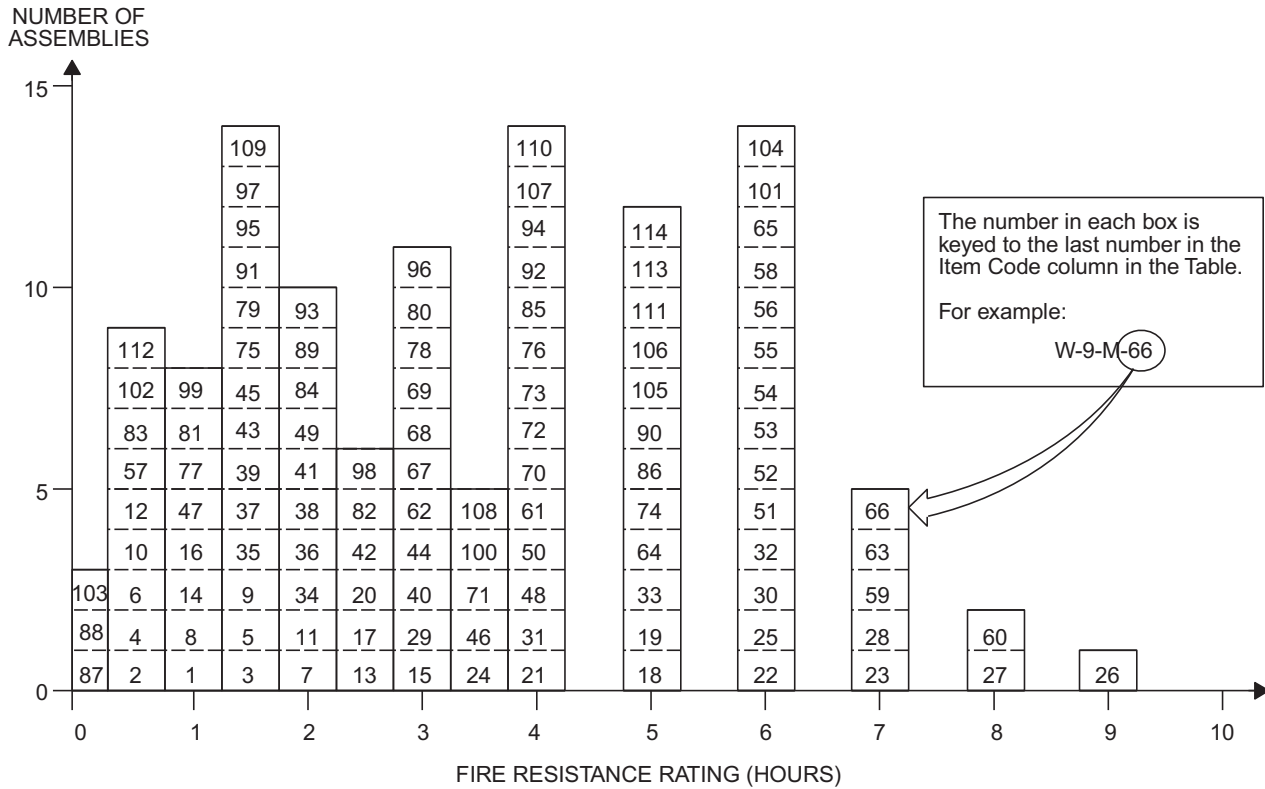 NUMBER OF
ASSEMBLIES
15
109 110 104
97 107 101
95 94 114 65
91 96 92 113 58
10
79 93 80 85 111 56
112 75 89 78 76 106 55
102 99 45 84 69 73 105 54
83 81 43 49 68 72 90 53
57 77 39 41 98 67 70 86 52
5
12 47 37 38 82 62 108 61 74 51 66
10 16 35 36 42 44 100 50 64 32 63
103 6 14 9 34 20 40 71 48 33 30 59
88 4 8 5 11 17 29 46 31 19 25 28 60
87 2 1 3 7 13 15 24 21 18 22 23 27 26
0
0 1 2 3 4 5 6 7 8 9 10
FIRE RESISTANCE RATING (HOURS)
The number in each box is
keyed to the last number in the
Item Code column in the Table.
For example:
W-9-M-66